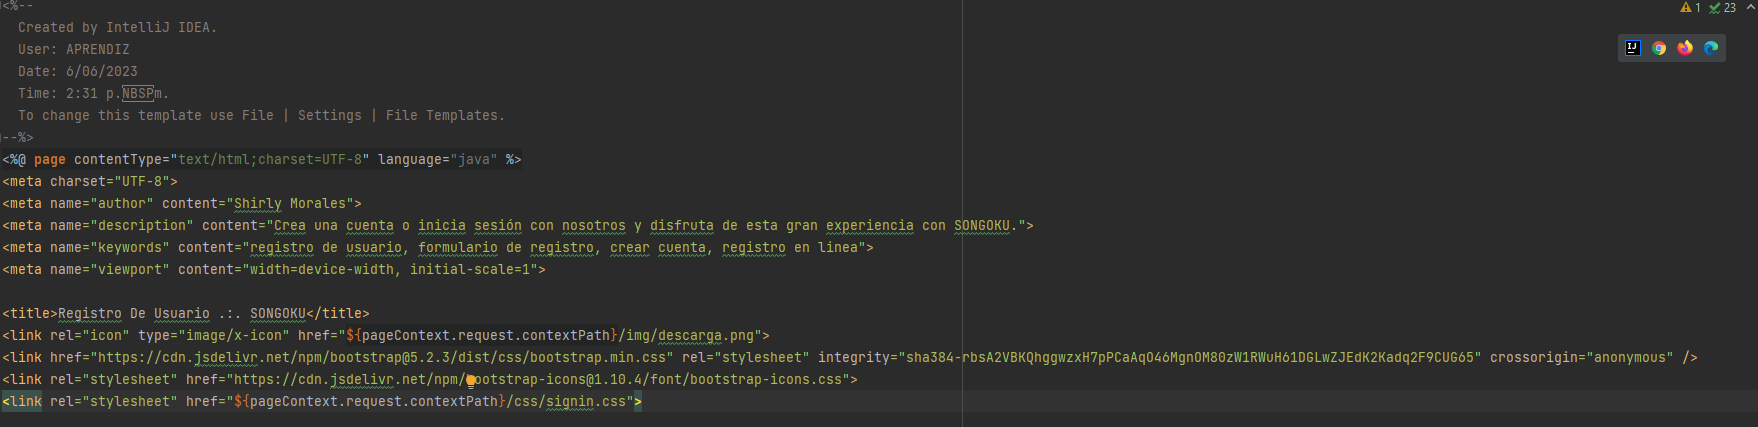 <%--
Created by IntelliJ IDEA.
User: APRENDIZ
Date: 6/06/2023
Time: 2:31 p.NBSPm.
To change this template use File | Settings | File Templates.
--%>
<%@ page contentType="text/html;charset=UTF-8" language="java" %>
<meta charset="UTF-8">
<meta name="author" content="Shirly Morales">
<meta name="description" content="Crea una cuenta o inicia sesión con nosotros y disfruta de esta gran experiencia con SONGOKU.">
<meta name="keywords" content="registro de usuario, formulario de registro, crear cuenta, registro en linea">
<meta name="viewport" content="width=device-width, initial-scale=1">
<title>Registro De Usuario .:. SONGOKU</title>
<link rel="icon" type="image/x-icon" href="${pageContext.request.contextPath}/img/descarga.png">
<link href="https://cdn.jsdelivr.net/npm/bootstrap@5.2.3/dist/css/bootstrap.min.css" rel="stylesheet" integrity="sha384-rbsA2VBKQhggwzxH7pPCaAqO46MgnOM80zW1RWuH61DGLwZJEdK2Kadq2F9CUG65" crossorigin="anonymous" />
<link rel="stylesheet" href="https://cdn.jsdelivr.net/npm/bootstrap-icons@1.10.4/font/bootstrap-icons.css">
<link rel="stylesheet" href="${pageContext.request.contextPath}/css/signin.css">
1 23
IJ